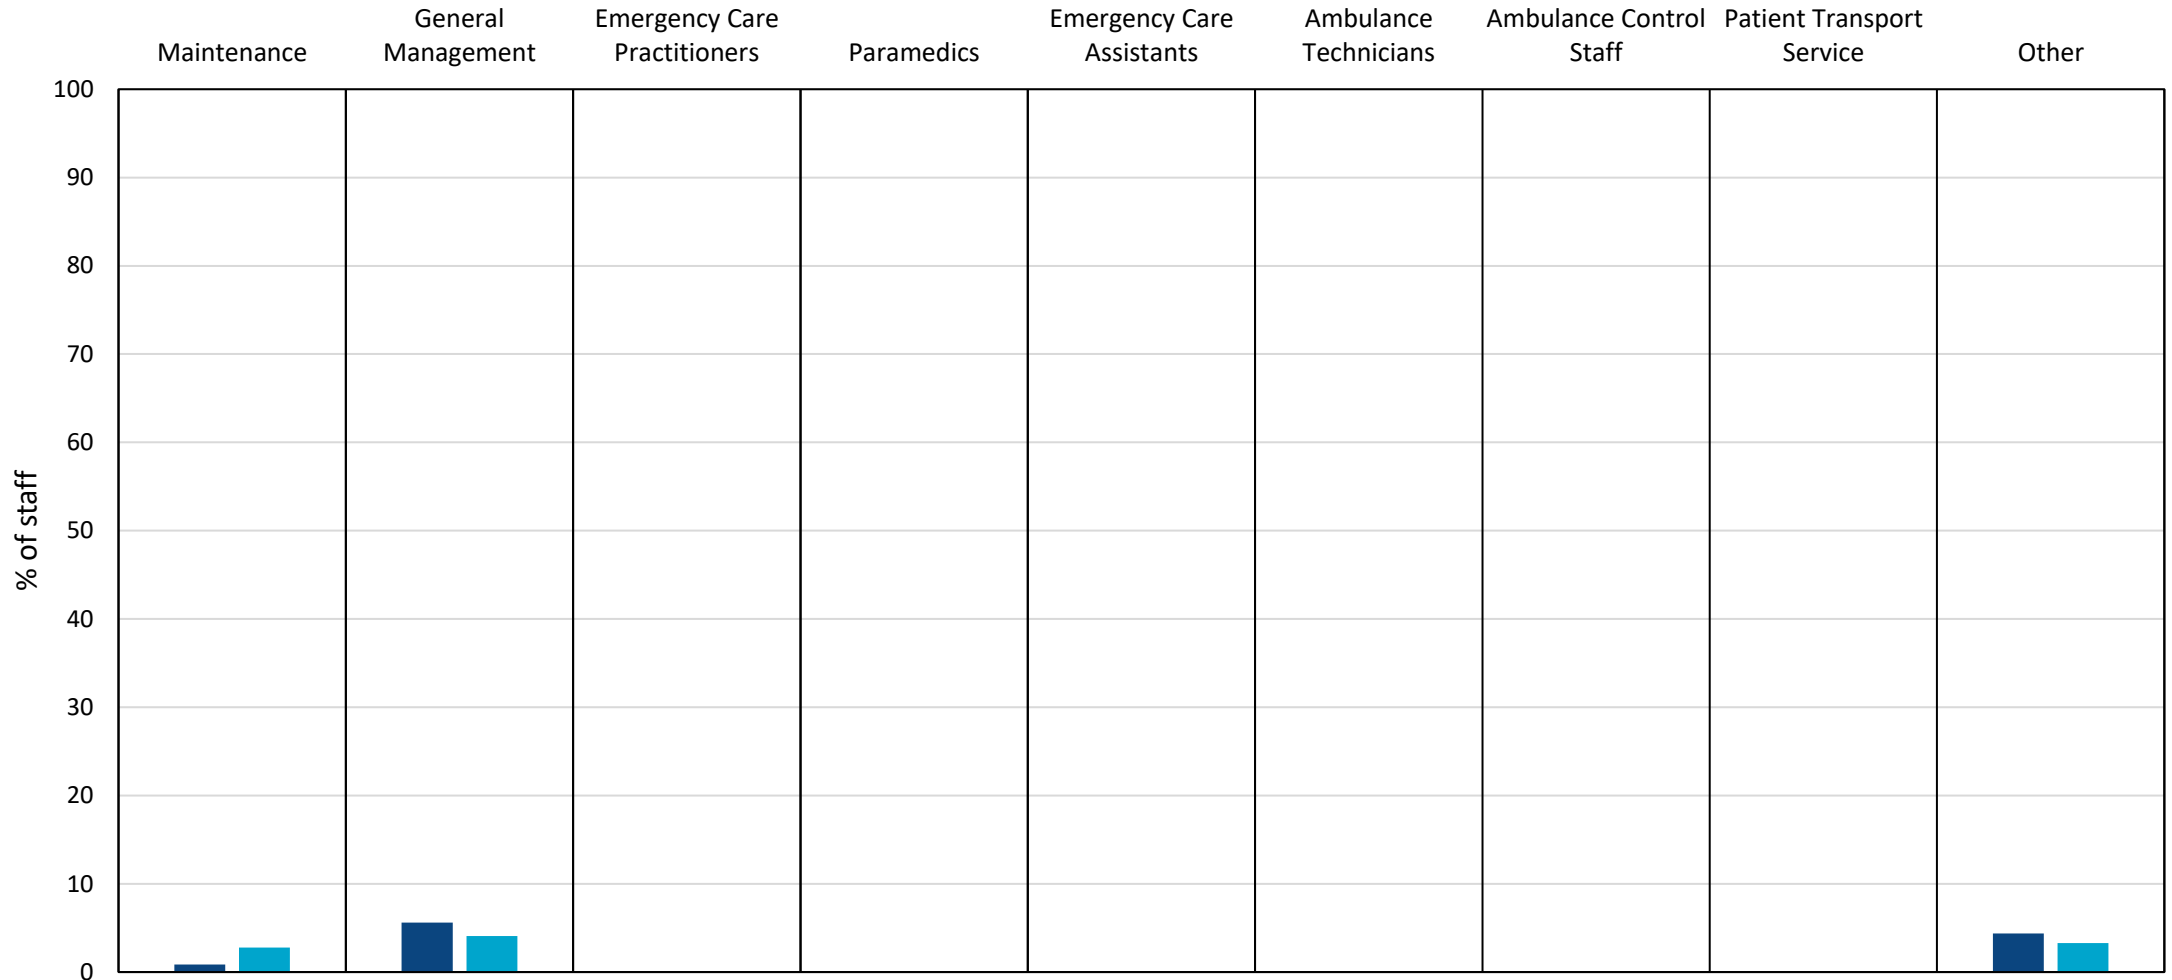 General
Emergency Care
Emergency Care
Ambulance
Ambulance Control
Patient Transport
Maintenance
Management
Practitioners
Paramedics
Assistants
Technicians
Staff
Service
Other
100
90
80
70
60
50
40
30
20
10
0
% of staff